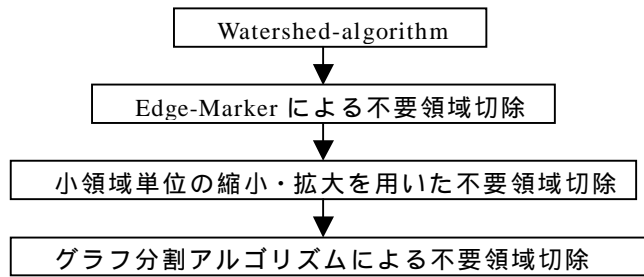 Watershed-algorithm
Edge-Marker による不要領域切除
小領域単位の縮小・拡大を用いた不要領域切除
グラフ分割アルゴリズムによる不要領域切除